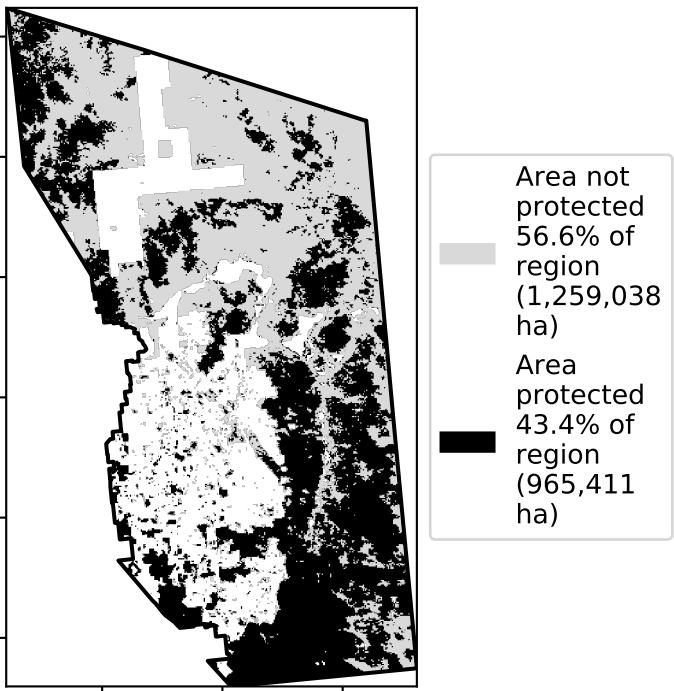 Area not
protected
56.6% of
region
(1,259,038
ha)
Area
protected
43.4% of
region
(965,411
ha)